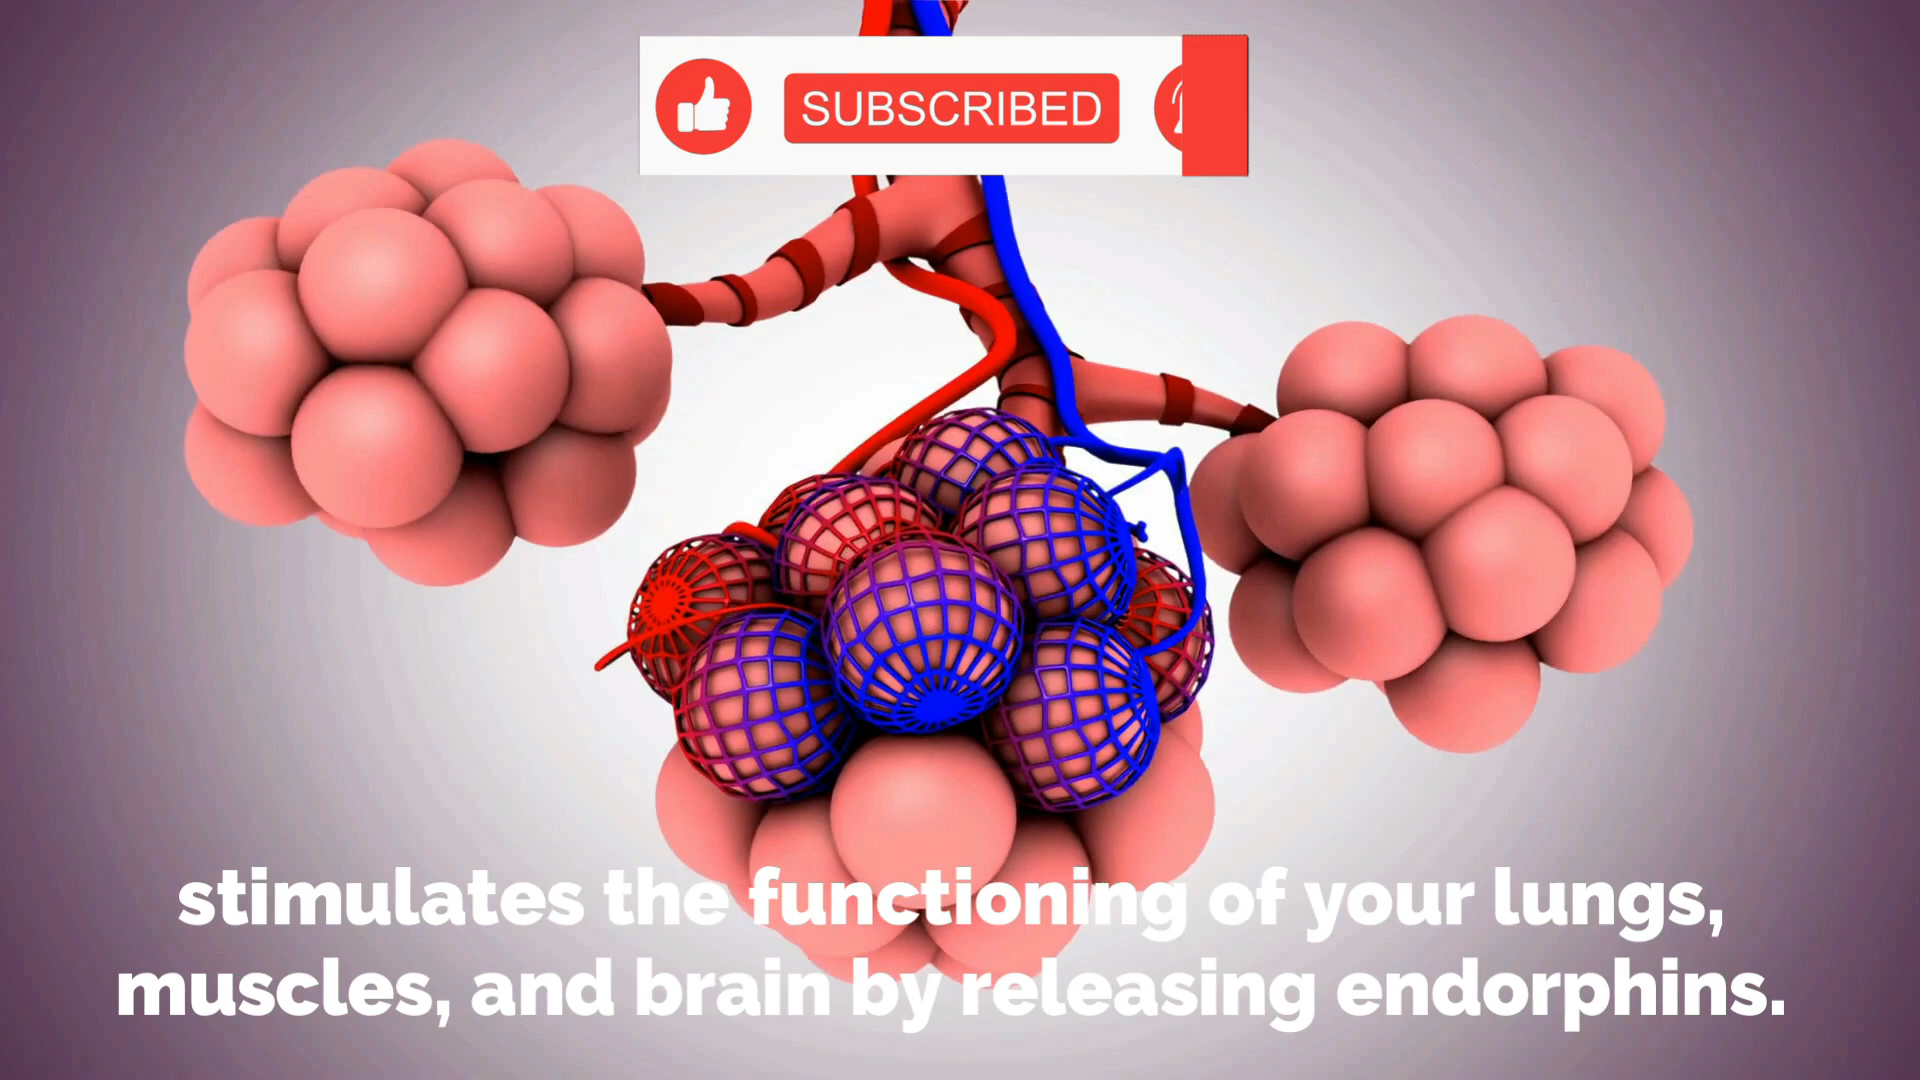 SUBSCRIBED
stimulates the functioning of your lungs,
muscles, and brain by releasing endorphins.